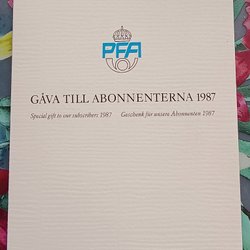 PFA
GÅVA TILL ABONNENTERNA 1987
Special gift to our subscribers 1987 Geschenk für unsere Abonnenten 1987